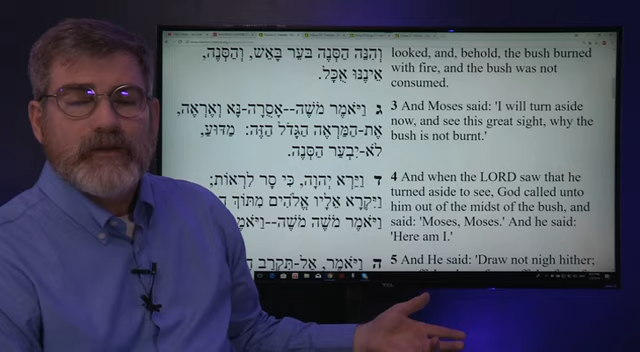 וְהִנֵּה הַסְּנֶה בֹּעֵר בָּאֵשׁ, וְהַסְּנֶה,
אֵינֶנּוּ אֻכָּל.
looked, and, behold, the bush burned
with fire, and the bush was not
consumed.
ג וַיֹּאמֶר מֹשֶׁה--אָסֻרָה-נָּא וְאֶרְאֶה,
אֶת-הַמַּרְאֶה הַגָּדֹל הַזֶּה: מַדּוּעַ,
לֹא-יִבְעַר הַסְּנֶה.
3 And Moses said: 'I will turn aside
now, and see this great sight, why the
bush is not burnt.'
ד וַיַּרְא יְהוָה, כִּי סָר לִרְאוֹת;
וַיִּקְרָא אֵלָיו אֱלֹהִים מִתּוֹךְ
וַיֹּאמֶר מֹשֶׁה מֹשֶׁה--וַיֹּאמֶר
4 And when the LORD saw that he
turned aside to see, God called unto
him out of the midst of the bush, and
said: 'Moses, Moses.' And he said:
'Here am I.'
ה וַיֹּאמֶר, אַל-תִּקְרַב
5 And He said: 'Draw not nigh hither;
TCL